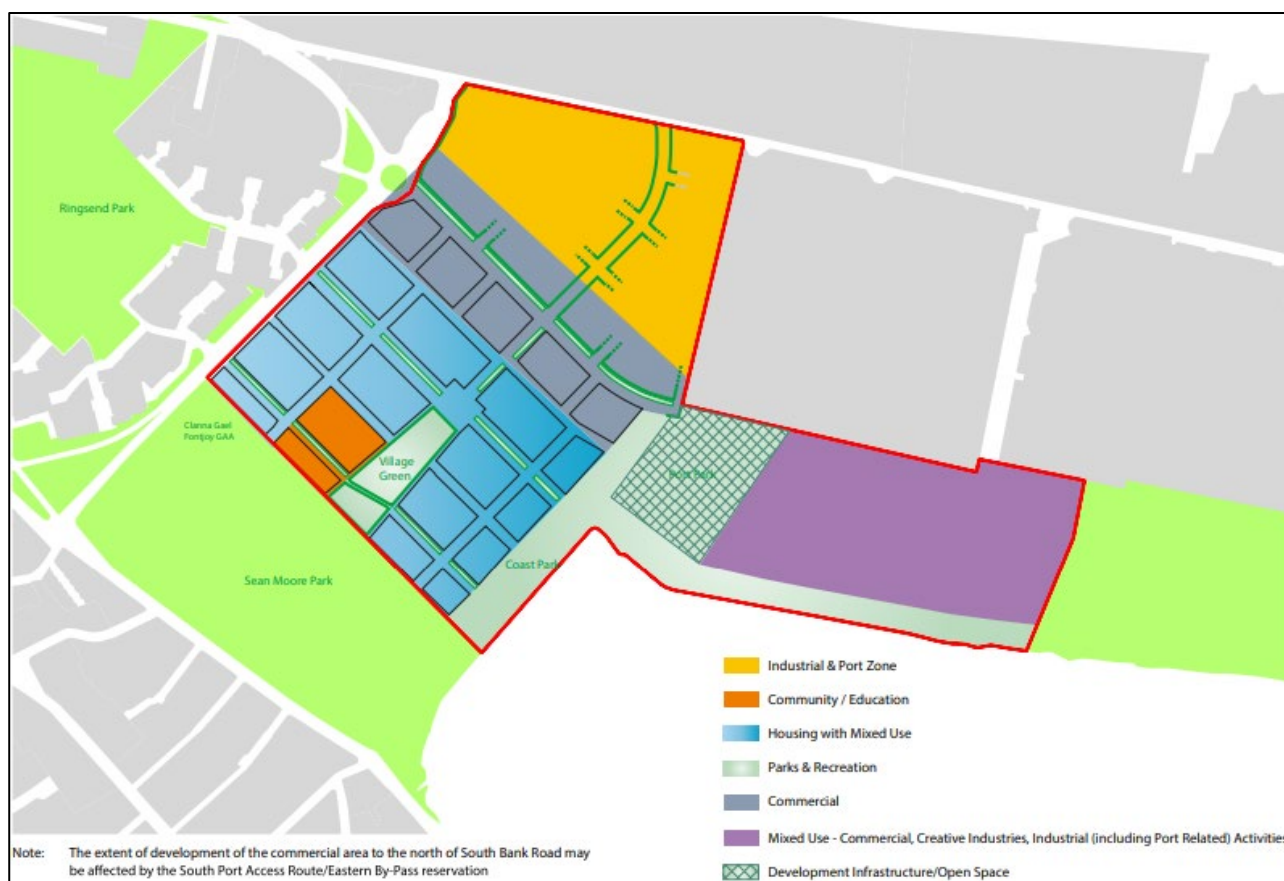 Ringsend Park
Clanna Gael
Fontjoy GAA
Village
Green
Port Park
Sean Moore Park
Coast Park
Industrial & Port Zone
Community / Education
Housing with Mixed Use
Parks & Recreation
Commercial
Mixed Use - Commercial, Creative Industries, Industrial (including Port Related) Activities
Development Infrastructure/Open Space
Note: The extent of development of the commercial area to the north of South Bank Road may
be affected by the South Port Access Route/Eastern By-Pass reservation